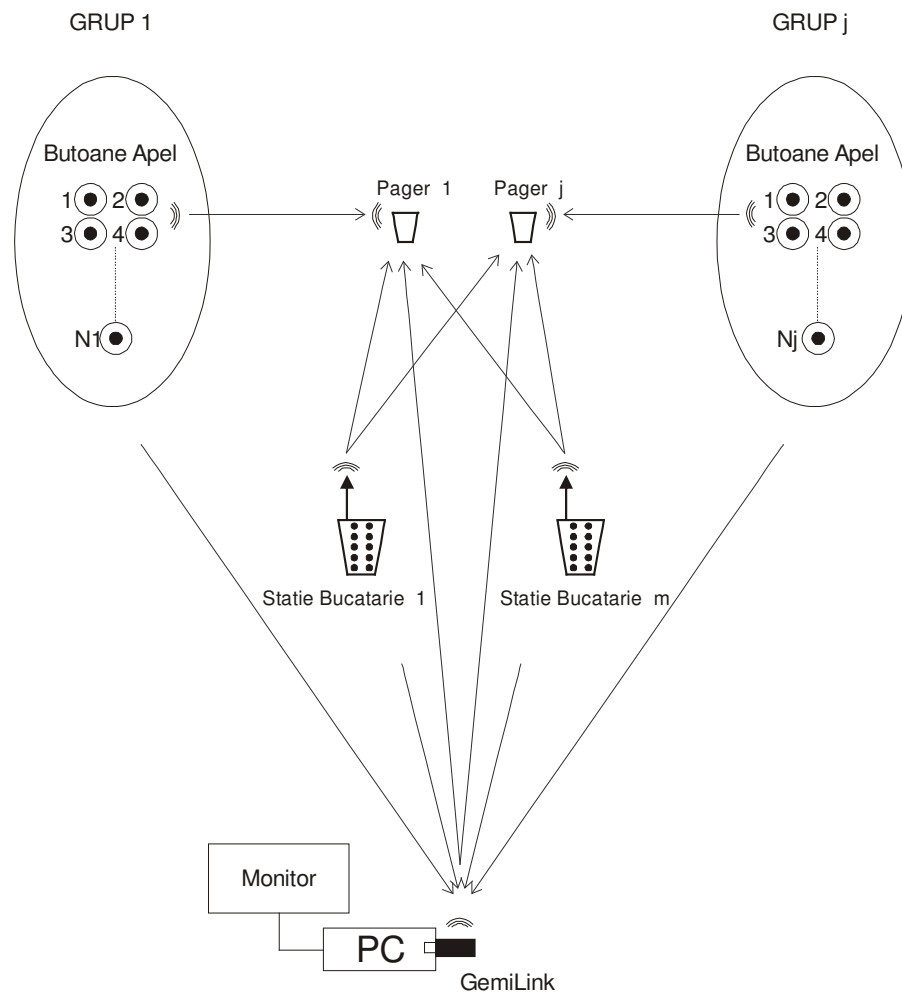 GRUP 1
GRUP j
Butoane Apel
1 2
3 4
N1
Pager 1
Pager j
Butoane Apel
1 2
3 4
Nj
Statie Bucatarie 1
Statie Bucatarie m
Monitor
PC
GemiLink